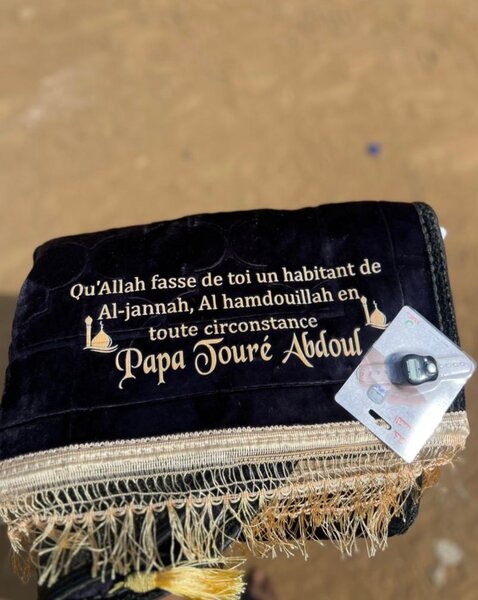 Qu'Allah fasse de toi un habitant de
Al-jannah, Al hamdouillah en
toute circonstance
Papa Touré Abdoul